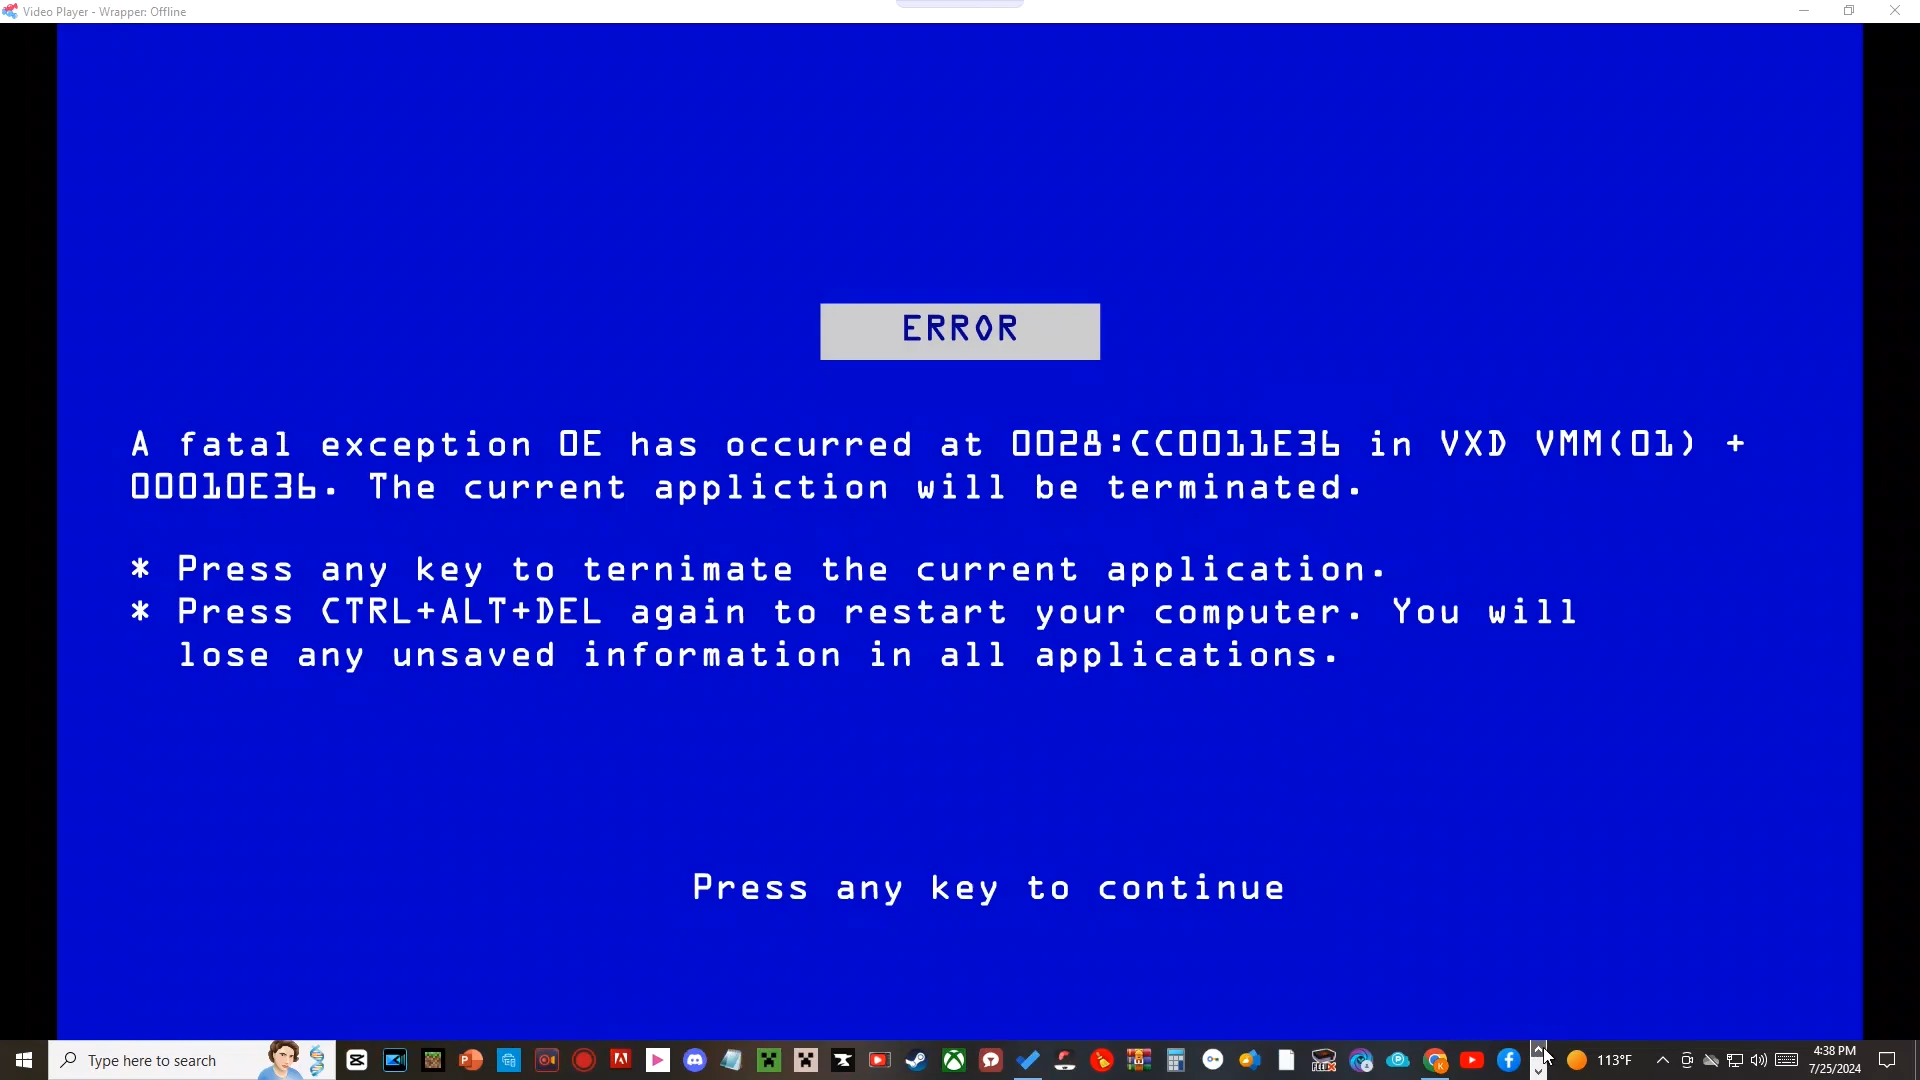 Video Player - Wrapper: Offline
ERROR
A fatal exception 0E has occurred at 0028:CC0011E36 in VXD VMM(01) +
00010E36. The current appliction will be terminated.
* Press any key to ternimate the current application.
* Press CTRL+ALT+DEL again to restart your computer. You will
lose any unsaved information in all applications.
Press any key to continue
Type here to search
113°F
4:38 PM
7/25/2024